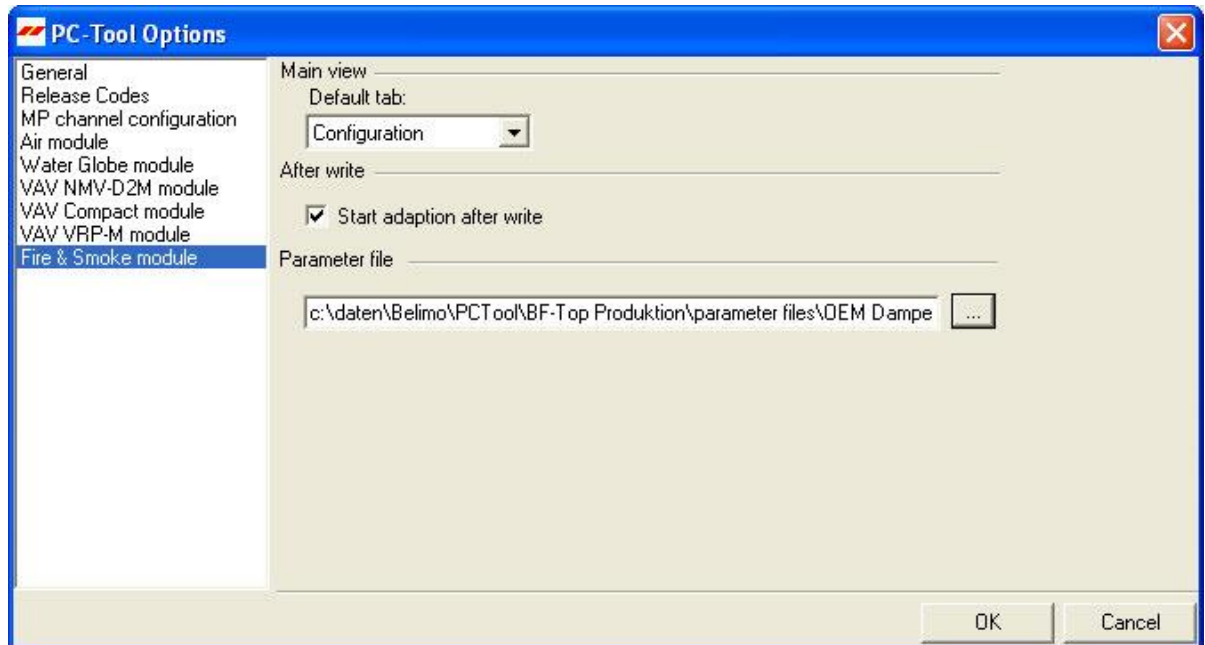 PC-Tool Options
General
Release Codes
MP channel configuration
Air module
Water Globe module
VAV NMV-D2M module
VAV Compact module
VAV VRP-M module
Fire & Smoke module
Main view
Default tab:
Configuration
After write
Start adaption after write
Parameter file
c:\daten\Belimo\PCTool\BF-Top Produktion\parameter files\OEM Dampe
...
OK
Cancel